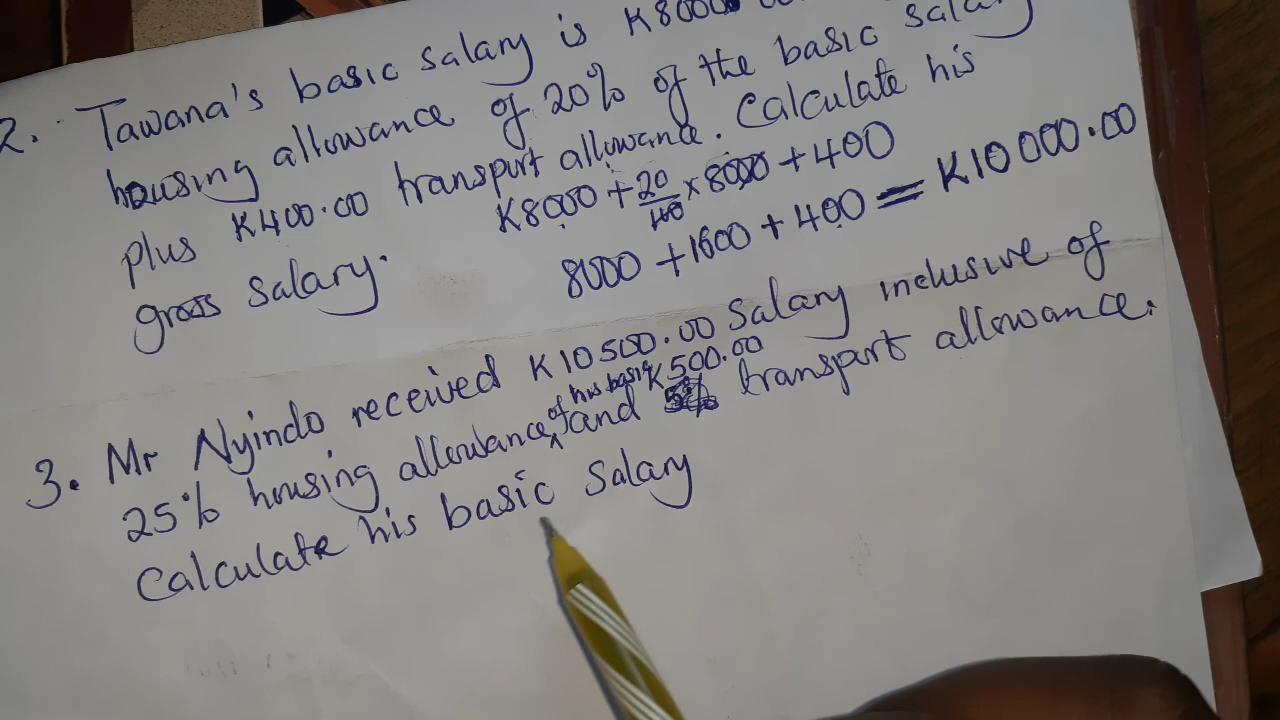 2. Tawana's basic salary is K8000
housing allowance of 20% of the basic salary
plus K400.00 transport allowance. Calculate his
gross salary.
K8000 + 20/100 x 8000 + 400
8000 + 1600 + 400 = K10 000.00
3. Mr Nyindo received K10 500.00 Salary inclusive of
25% housing allowance of his basic and K500.00 transport allowance.
Calculate his basic Salary